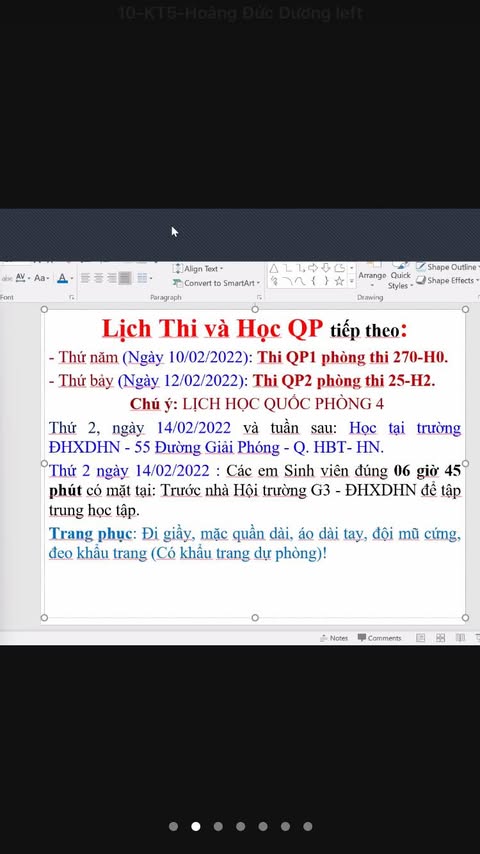 10-KT5-Hoàng Đức Dương left
Align Text
Shape Outline
abc AV Aa A
Convert to SmartArt
Arrange Quick Styles
Shape Effects
Font
Paragraph
Drawing
Lịch Thi và Học QP tiếp theo:
- Thứ năm (Ngày 10/02/2022): Thi QP1 phòng thi 270-H0.
- Thứ bảy (Ngày 12/02/2022): Thi QP2 phòng thi 25-H2.
Chú ý: LỊCH HỌC QUỐC PHÒNG 4
Thứ 2, ngày 14/02/2022 và tuần sau: Học tại trường
ĐHXDHN - 55 Đường Giải Phóng - Q. HBT- HN.
Thứ 2 ngày 14/02/2022 : Các em Sinh viên đúng 06 giờ 45
phút có mặt tại: Trước nhà Hội trường G3 - ĐHXDHN để tập
trung học tập.
Trang phục: Đi giầy, mặc quần dài, áo dài tay, đội mũ cứng,
đeo khẩu trang (Có khẩu trang dự phòng)!
Notes
Comments